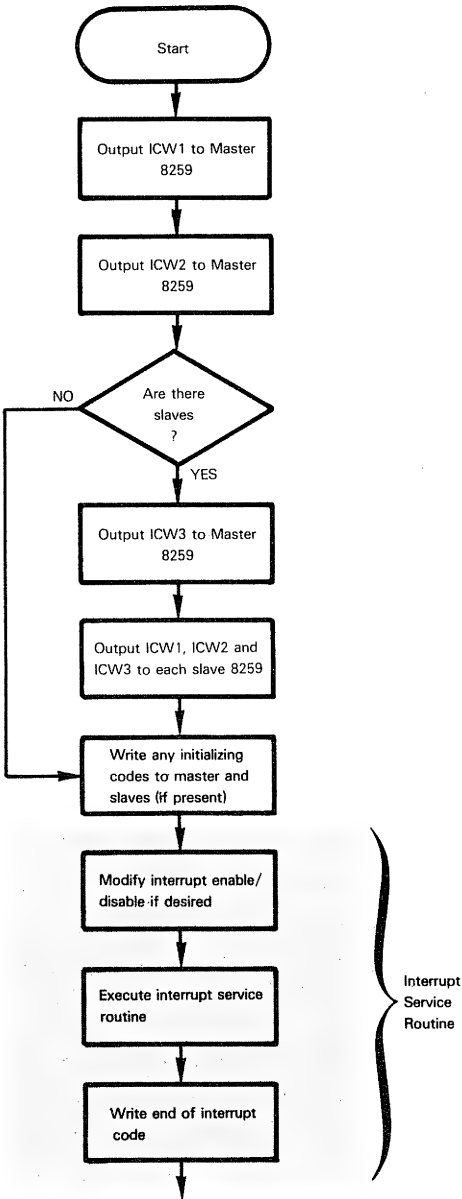 Start
Output ICW1 to Master
8259
Output ICW2 to Master
8259
Are there
slaves
?
NO
YES
Output ICW3 to Master
8259
Output ICW1, ICW2 and
ICW3 to each slave 8259
Write any initializing
codes to master and
slaves (if present)
Modify interrupt enable/
disable if desired
Execute interrupt service
routine
Write end of interrupt
code
Interrupt
Service
Routine